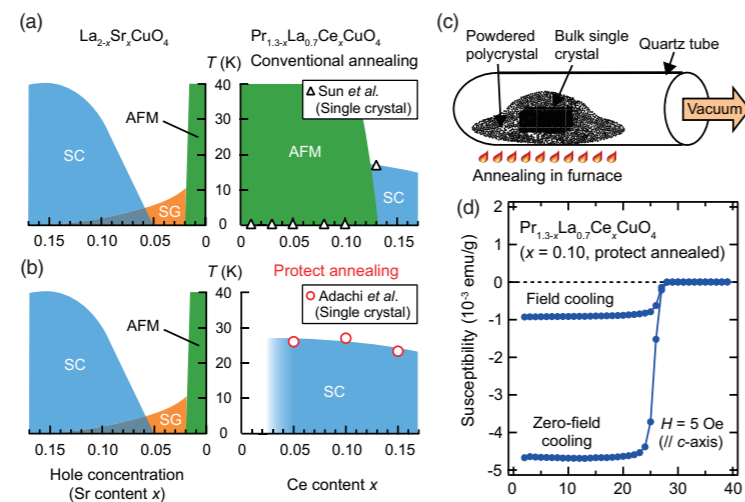 (a)
La2-xSrxCuO4
Pr1.3-xLa0.7CexCuO4
T (K)
Conventional annealing
40
30
20
10
0
SC
AFM
SG
0.15
0.10
0.05
0
AFM
SC
Sun et al.
(Single crystal)
0
0.05
0.10
0.15
(b)
T (K)
Protect annealing
40
30
20
10
0
SC
AFM
SG
0.15
0.10
0.05
0
Hole concentration
(Sr content x)
Adachi et al.
(Single crystal)
SC
0.05
0.10
0.15
Ce content x
(c)
Powdered
polycrystal
Bulk single
crystal
Quartz tube
Vacuum
Annealing in furnace
(d)
Pr1.3-xLa0.7CexCuO4
(x = 0.10, protect annealed)
Field cooling
Zero-field
cooling
H = 5 Oe
(// c-axis)
Susceptibility (10-3 emu/g)
0
-1
-2
-3
-4
-5
0
10
20
30
40